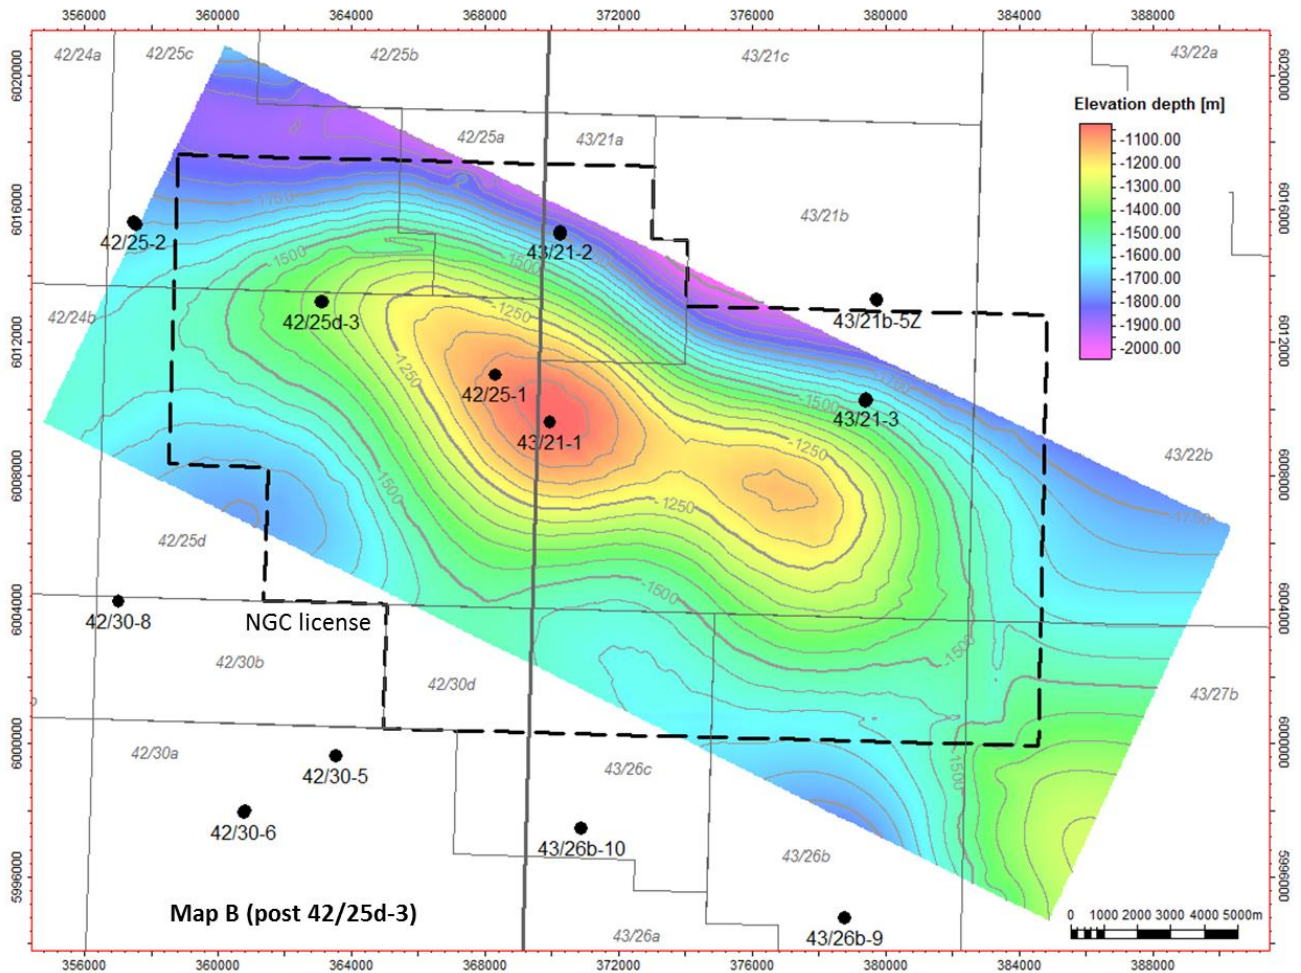 356000 360000 364000 368000 372000 376000 380000 384000 388000
42/24a 42/25c 42/25b 43/21c 43/22a
6020000 6020000
Elevation depth [m]
-1100.00
-1200.00
-1300.00
-1400.00
-1500.00
-1600.00
-1700.00
-1800.00
-1900.00
-2000.00
42/25a 43/21a
-1750
6016000 6016000
43/21b
42/25-2 43/21-2
-1500 -1500
42/24b 42/25d-3 -1250 43/21b-5Z
6012000 6012000
-1250
-1750
42/25-1 -1500 43/21-3
43/21-1 -1250
43/22b
6008000 6008000
-1500 -1250 -1750
42/25d
-1500
6004000 6004000
42/30-8 NGC license
-1500
42/30b 42/30d 43/27b
6000000 6000000
42/30a 42/30-5 43/26c -1500
42/30-6
43/26b-10 43/26b
5996000 5996000
Map B (post 42/25d-3)
0 1000 2000 3000 4000 5000m
43/26a 43/26b-9
356000 360000 364000 368000 372000 376000 380000 384000 388000